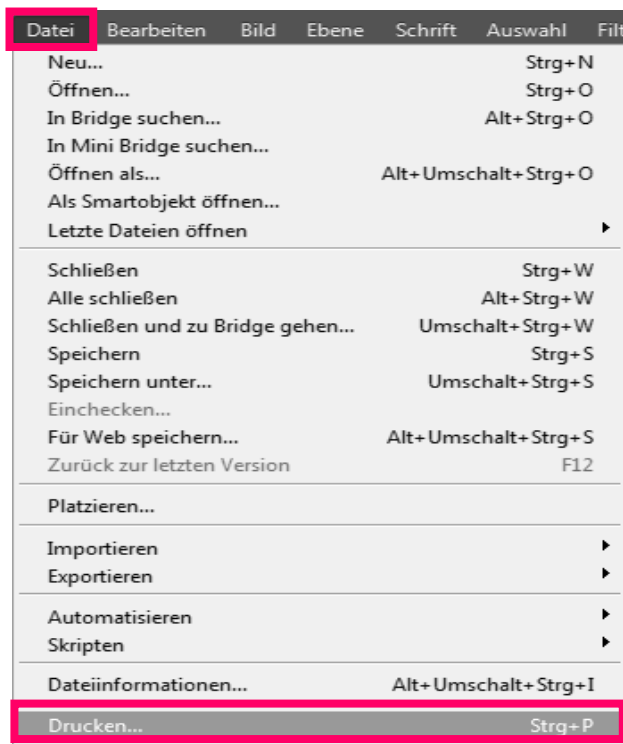 Datei Bearbeiten Bild Ebene Schrift Auswahl Filt
Neu... Strg+N
Öffnen... Strg+O
In Bridge suchen... Alt+Strg+O
In Mini Bridge suchen...
Öffnen als... Alt+Umschalt+Strg+O
Als Smartobjekt öffnen...
Letzte Dateien öffnen
Schließen Strg+W
Alle schließen Alt+Strg+W
Schließen und zu Bridge gehen... Umschalt+Strg+W
Speichern Strg+S
Speichern unter... Umschalt+Strg+S
Einchecken...
Für Web speichern... Alt+Umschalt+Strg+S
Zurück zur letzten Version F12
Platzieren...
Importieren
Exportieren
Automatisieren
Skripten
Dateiinformationen... Alt+Umschalt+Strg+I
Drucken... Strg+P